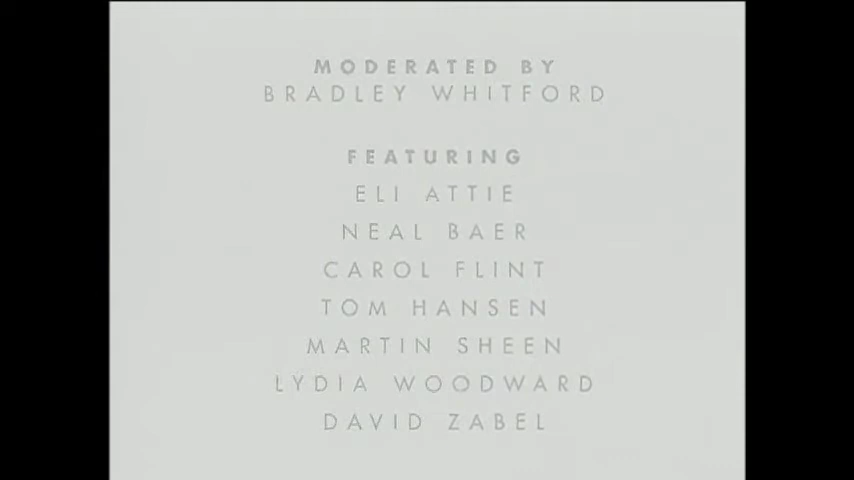 MODERATED BY
BRADLEY WHITFORD
FEATURING
ELI ATTIE
NEAL BAER
CAROL FLINT
TOM HANSEN
MARTIN SHEEN
LYDIA WOODWARD
DAVID ZABEL